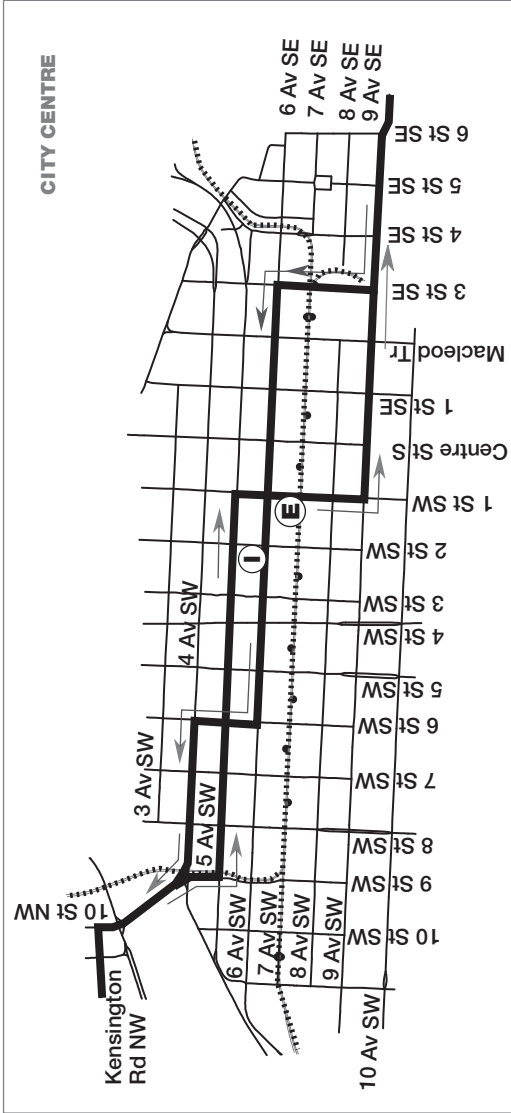 CITY CENTRE
6 Av SE
7 Av SE
8 Av SE
9 Av SE
6 St SE
5 St SE
4 St SE
3 St SE
Macleod Tr
1 St SE
Centre St S
1 St SW
2 St SW
3 St SW
4 St SW
5 St SW
6 St SW
7 St SW
8 St SW
9 St SW
10 St SW
E
I
4 Av SW
3 Av SW
5 Av SW
6 Av SW
7 Av SW
8 Av SW
9 Av SW
10 Av SW
10 St NW
Kensington
Rd NW